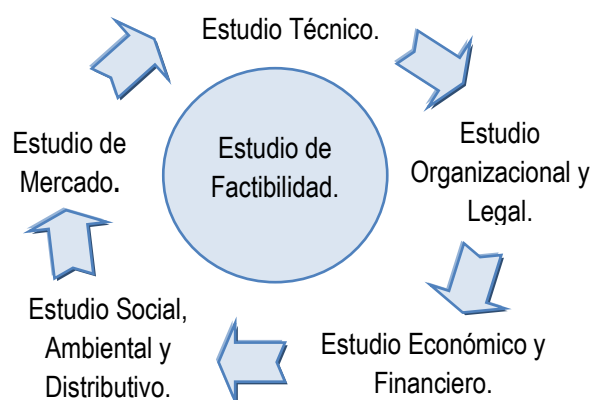 Estudio Técnico.
Estudio
Organizacional y
Legal.
Estudio Económico y
Financiero.
Estudio Social,
Ambiental y
Distributivo.
Estudio de
Mercado.
Estudio de
Factibilidad.